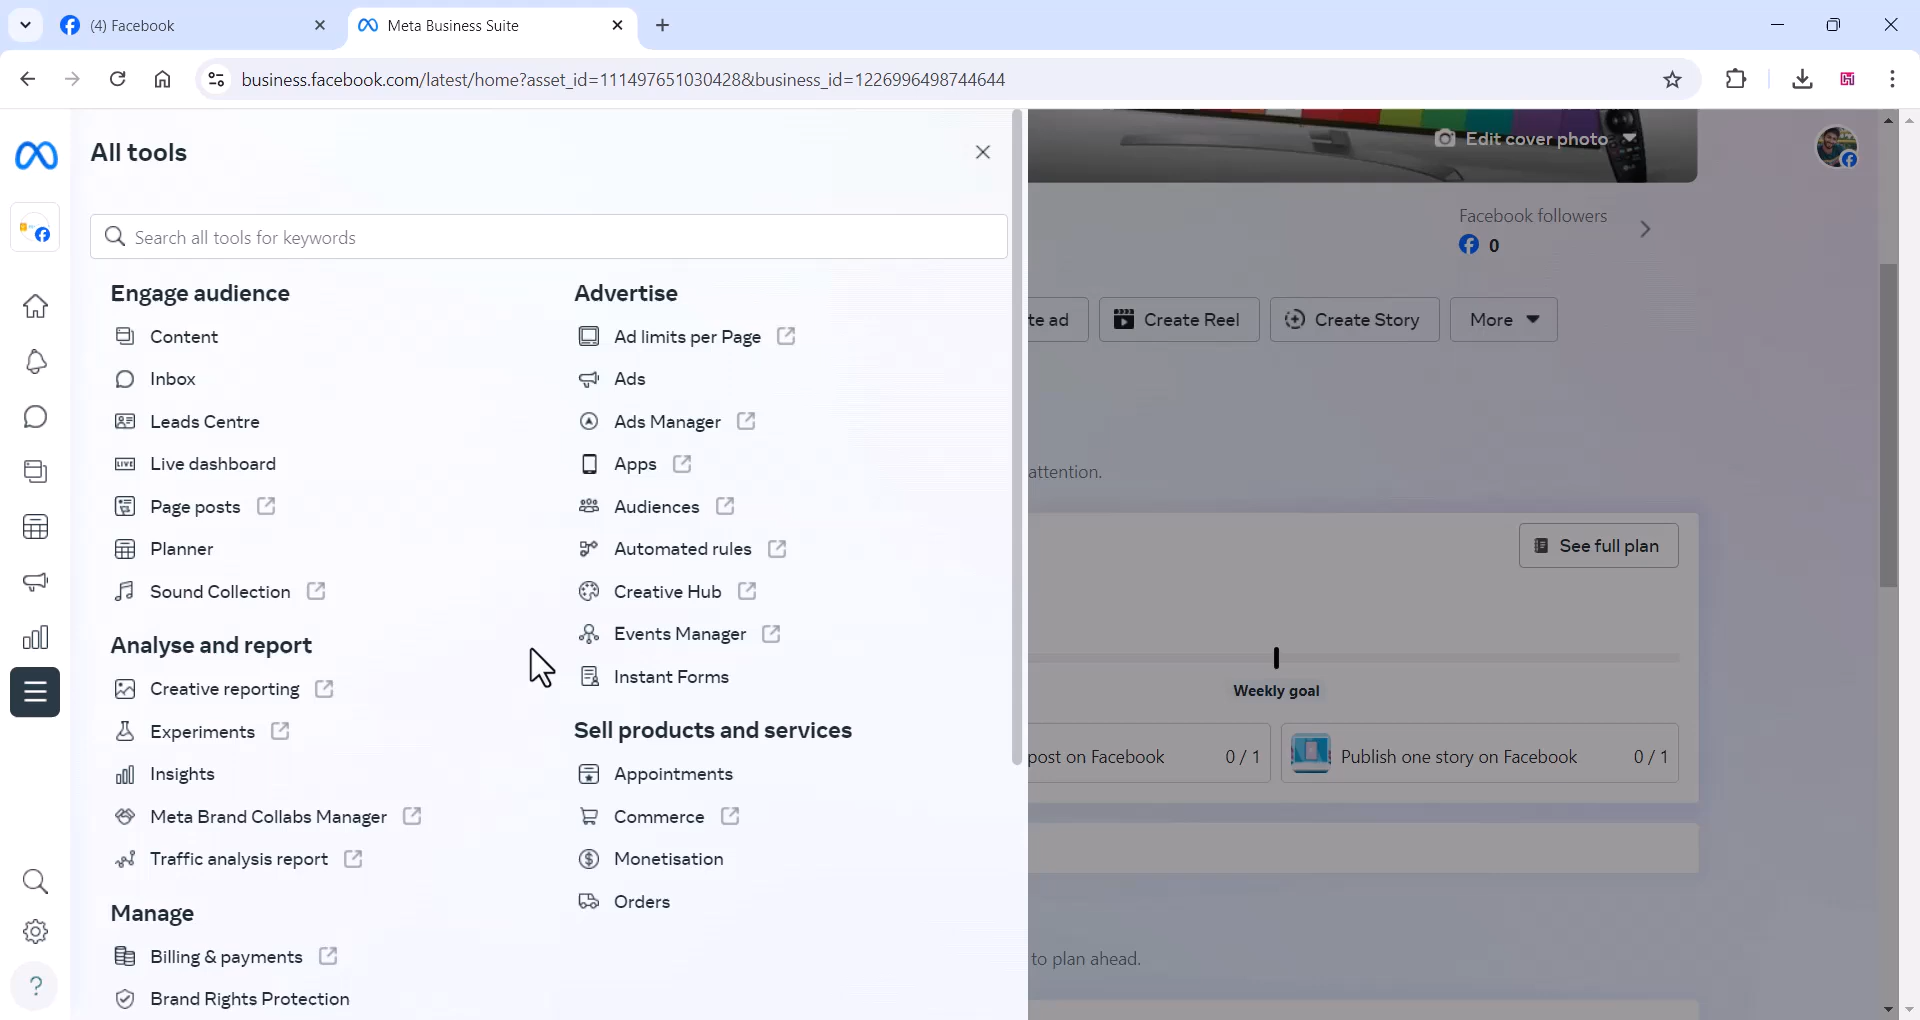 (4) Facebook
Meta Business Suite
business.facebook.com/latest/home?asset_id=111497651030428&business_id=1226996498744644
All tools
Search all tools for keywords
Engage audience
Content
Inbox
Leads Centre
LIVE Live dashboard
Page posts
Planner
Sound Collection
Analyse and report
Creative reporting
Experiments
Insights
Meta Brand Collabs Manager
Traffic analysis report
Manage
Billing & payments
Brand Rights Protection
Advertise
Ad limits per Page
Ads
Ads Manager
Apps
Audiences
Automated rules
Creative Hub
Events Manager
Instant Forms
Sell products and services
Appointments
Commerce
Monetisation
Orders
Edit cover photo
Facebook followers
0
te ad
Create Reel
Create Story
More
attention.
See full plan
Weekly goal
post on Facebook 0/1
Publish one story on Facebook 0/1
to plan ahead.
?